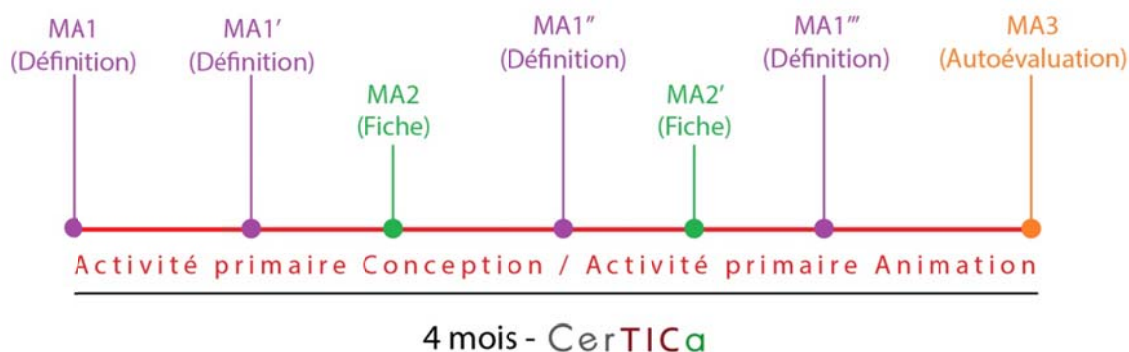 MA1
(Définition)
MA1'
(Définition)
MA2
(Fiche)
MA1"
(Définition)
MA2'
(Fiche)
MA1"'
(Définition)
MA3
(Autoévaluation)
Activité primaire Conception / Activité primaire Animation
4 mois - CerTICa